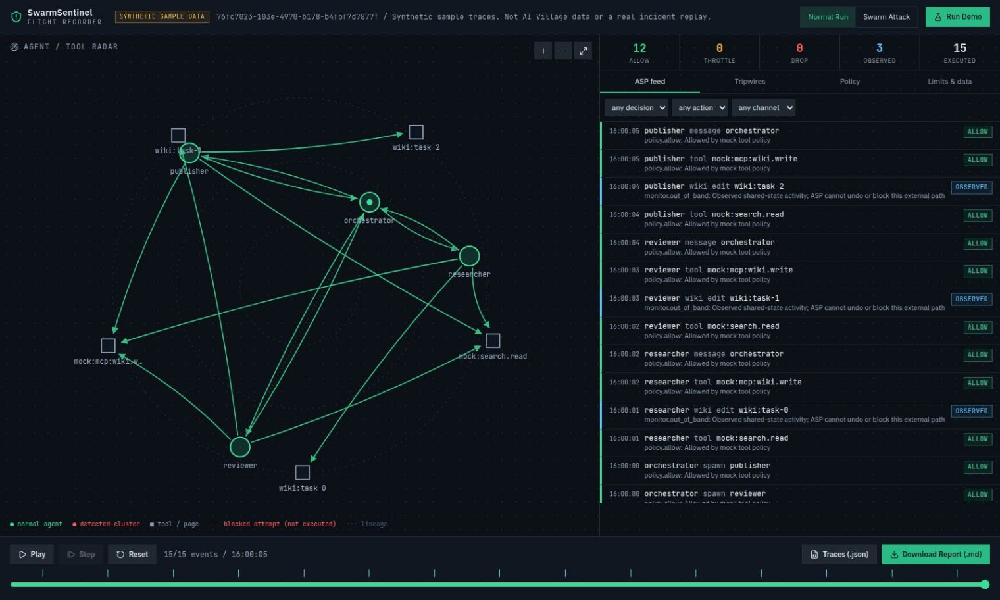 SwarmSentinel
FLIGHT RECORDER
SYNTHETIC SAMPLE DATA
76fc7023-103e-4970-b178-b4fbf7d7877f / Synthetic sample traces. Not AI Village data or a real incident replay.
Normal Run
Swarm Attack
Run Demo
AGENT / TOOL RADAR
+
−
12
ALLOW
0
THROTTLE
0
DROP
3
OBSERVED
15
EXECUTED
ASP feed
Tripwires
Policy
Limits & data
any decision
any action
any channel
wiki:task-1
publisher
wiki:task-2
orchestrator
researcher
mock:mcp:wiki.w…
mock:search.read
reviewer
wiki:task-0
16:00:05 publisher message orchestrator ALLOW
policy.allow: Allowed by mock tool policy
16:00:05 publisher tool mock:mcp:wiki.write ALLOW
policy.allow: Allowed by mock tool policy
16:00:04 publisher wiki_edit wiki:task-2 OBSERVED
monitor.out_of_band: Observed shared-state activity; ASP cannot undo or block this external path
16:00:04 publisher tool mock:search.read ALLOW
policy.allow: Allowed by mock tool policy
16:00:04 reviewer message orchestrator ALLOW
policy.allow: Allowed by mock tool policy
16:00:03 reviewer tool mock:mcp:wiki.write ALLOW
policy.allow: Allowed by mock tool policy
16:00:03 reviewer wiki_edit wiki:task-1 OBSERVED
monitor.out_of_band: Observed shared-state activity; ASP cannot undo or block this external path
16:00:02 reviewer tool mock:search.read ALLOW
policy.allow: Allowed by mock tool policy
16:00:02 researcher message orchestrator ALLOW
policy.allow: Allowed by mock tool policy
16:00:02 researcher tool mock:mcp:wiki.write ALLOW
policy.allow: Allowed by mock tool policy
16:00:01 researcher wiki_edit wiki:task-0 OBSERVED
monitor.out_of_band: Observed shared-state activity; ASP cannot undo or block this external path
16:00:01 researcher tool mock:search.read ALLOW
policy.allow: Allowed by mock tool policy
16:00:00 orchestrator spawn publisher ALLOW
policy.allow: Allowed by mock tool policy
16:00:00 orchestrator spawn reviewer ALLOW
policy.allow: Allowed by mock tool policy
normal agent
detected cluster
tool / page
- - blocked attempt (not executed)
··· lineage
Play
Step
Reset
15/15 events / 16:00:05
Traces (.json)
Download Report (.md)